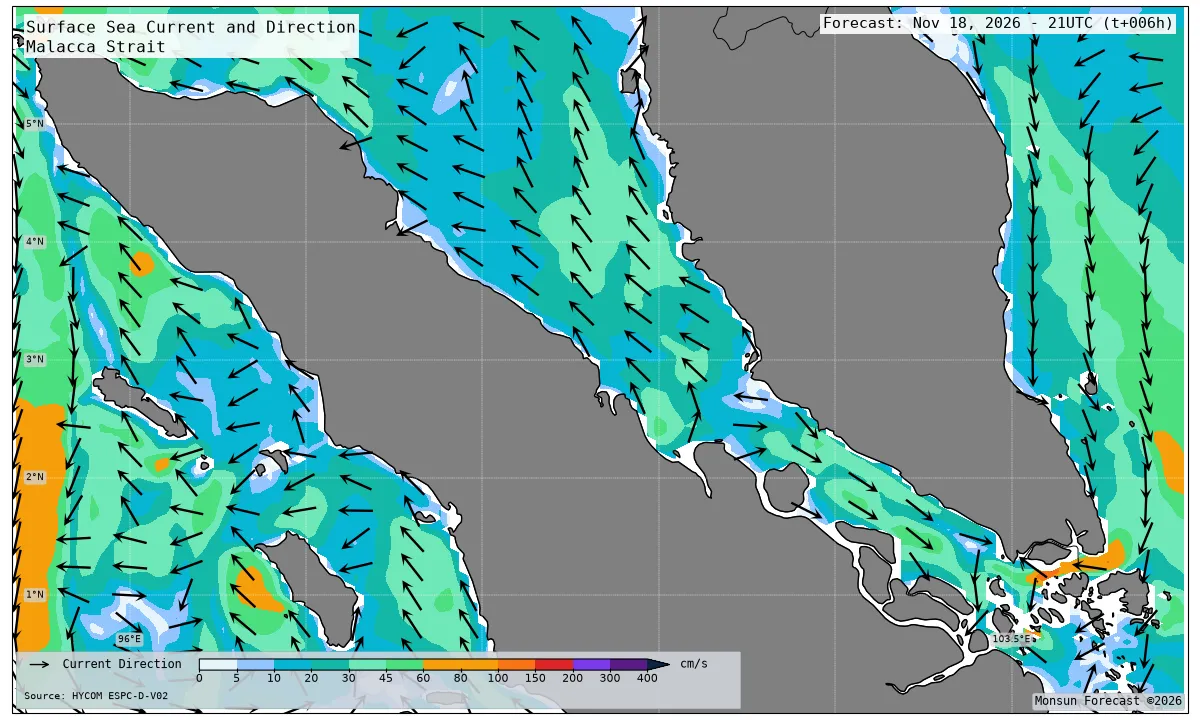 Surface Sea Current and Direction
Malacca Strait
Forecast: Nov 18, 2026 - 21UTC (t+006h)
5°N
4°N
3°N
2°N
1°N
96°E
103.5°E
Current Direction
0 5 10 20 30 45 60 80 100 150 200 300 400 cm/s
Source: HYCOM ESPC-D-V02
Monsun Forecast ©2026